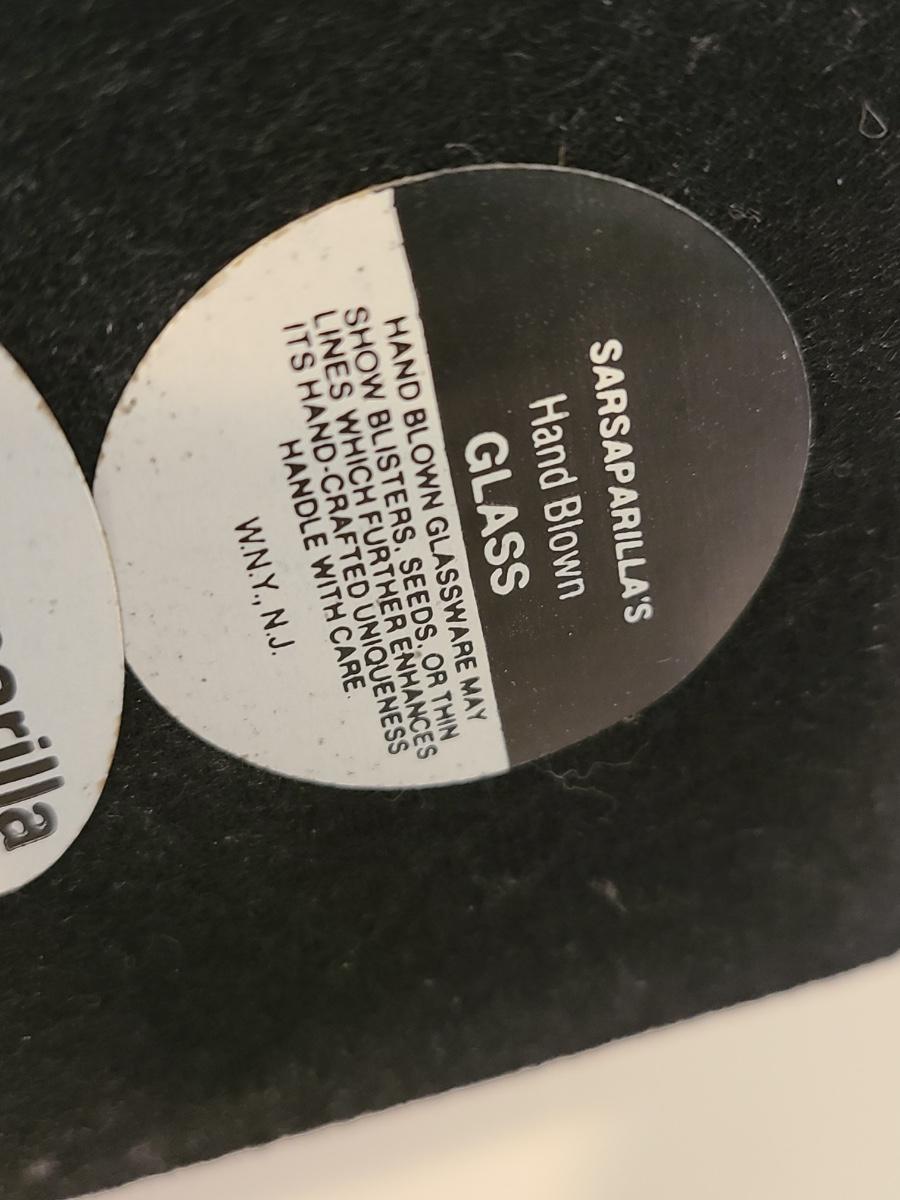 SARSAPARILLA'S
Hand Blown
GLASS
HAND BLOWN GLASSWARE MAY
SHOW BLISTERS, SEEDS, OR THIN
LINES WHICH FURTHER ENHANCES
ITS HAND-CRAFTED UNIQUENESS
HANDLE WITH CARE.
W.N.Y., N.J.
arilla